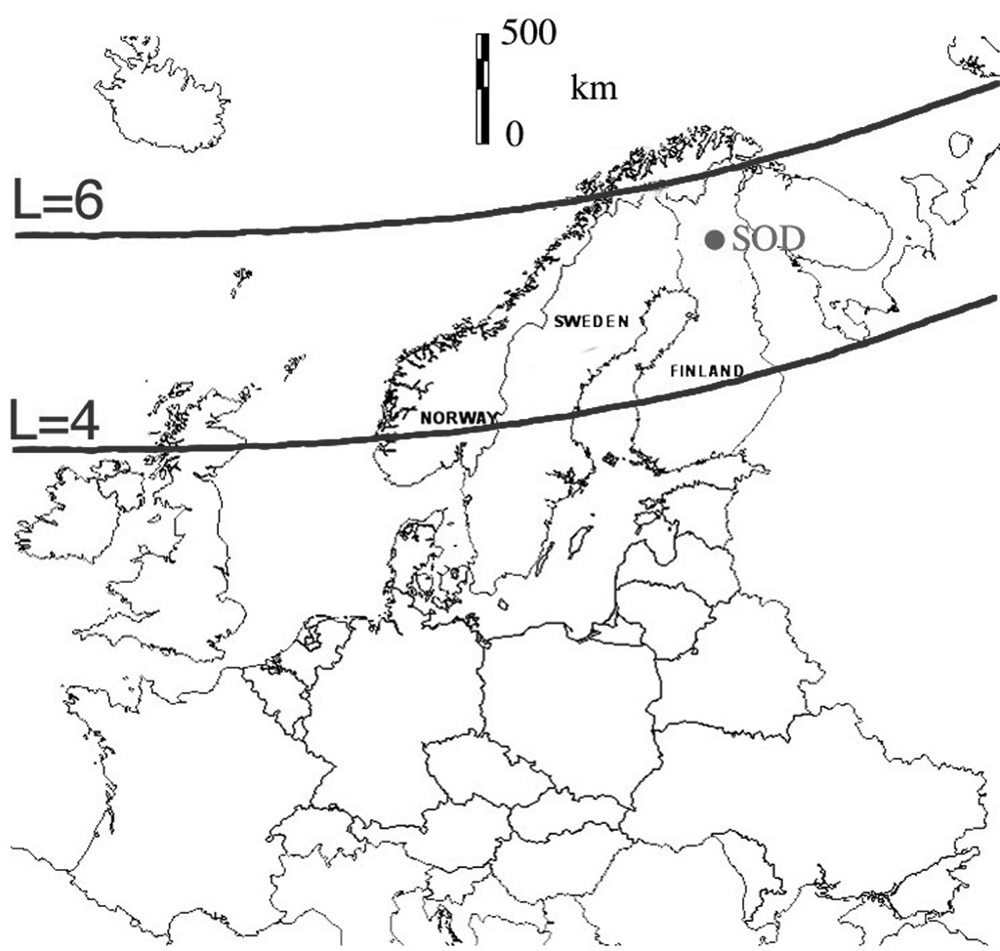 500
km
0
L=6
SOD
SWEDEN
FINLAND
L=4
NORWAY